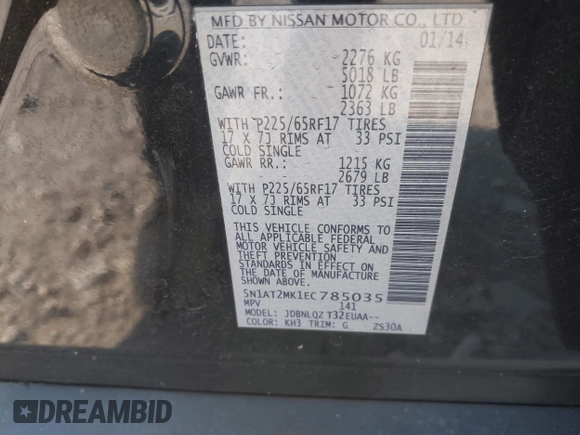 MFD BY NISSAN MOTOR CO., LTD.
DATE: 01/14
GVWR: 2276 KG
5018 LB
GAWR FR: 1072 KG
2363 LB
WITH P225/65RF17 TIRES
17 X 7J RIMS AT 33 PSI
COLD SINGLE
GAWR RR.: 1215 KG
2679 LB
WITH P225/65RF17 TIRES
17 X 7J RIMS AT 33 PSI
COLD SINGLE
THIS VEHICLE CONFORMS TO
ALL APPLICABLE FEDERAL
MOTOR VEHICLE SAFETY
AND THEFT PREVENTION
STANDARDS IN EFFECT ON
THE DATE OF MANUFACTURE
SHOWN ABOVE.
5N1AT2MK1EC785035
MPV 141
MODEL: JDBNLQZ T32EUAA--
COLOR: KH3 TRIM: G ZS30A
DREAMBID